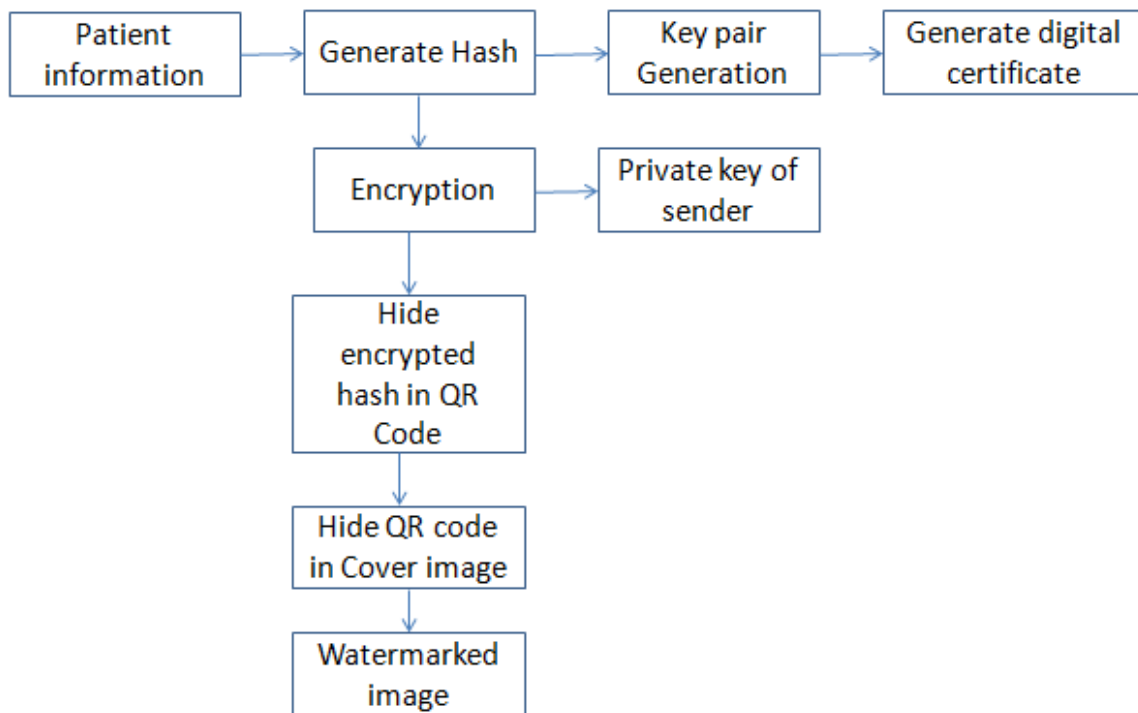 Patient
information
Generate Hash
Key pair
Generation
Generate digital
certificate
Encryption
Private key of
sender
Hide
encrypted
hash in QR
Code
Hide QR code
in Cover image
Watermarked
image